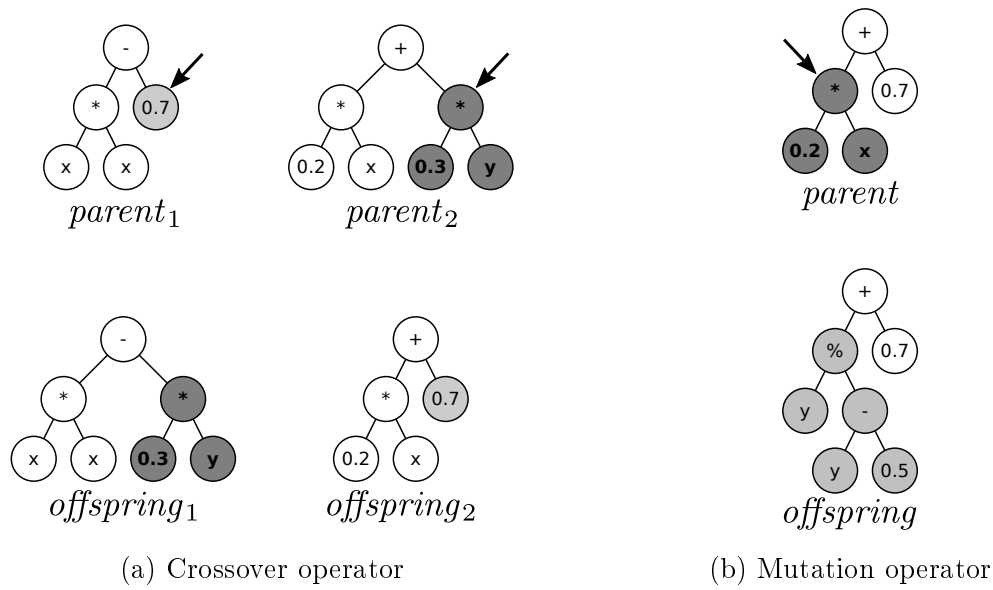 -
+
* 0.7
* *
x x
0.2 x 0.3 y
parent1
parent2
+
* 0.7
0.2 x
parent
-
* *
x x 0.3 y
offspring1
+
* 0.7
0.2 x
offspring2
+
% 0.7
y -
y 0.5
offspring
(a) Crossover operator
(b) Mutation operator